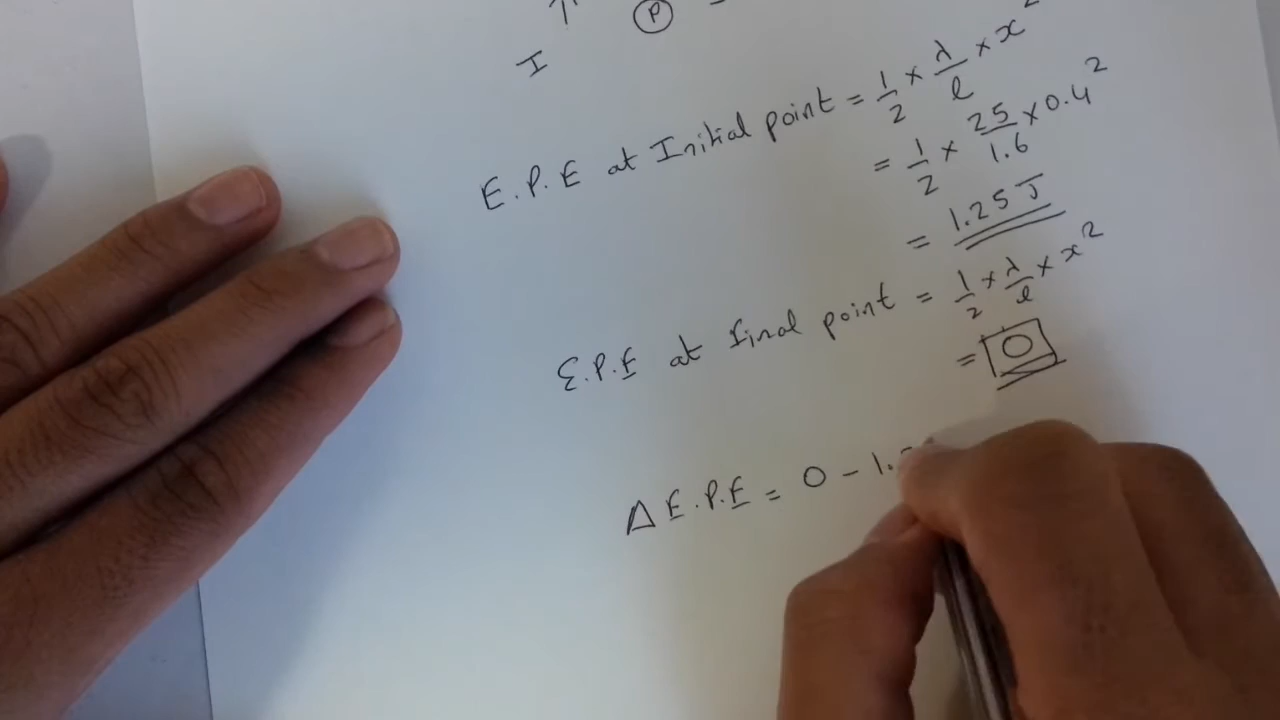 P
I
E.P.E at Initial point = 1/2 × λ/l × x²
= 1/2 × 25/1.6 × 0.4²
= 1.25 J
E.P.E at final point = 1/2 × λ/l × x²
= 0
Δ E.P.E = 0 - 1.